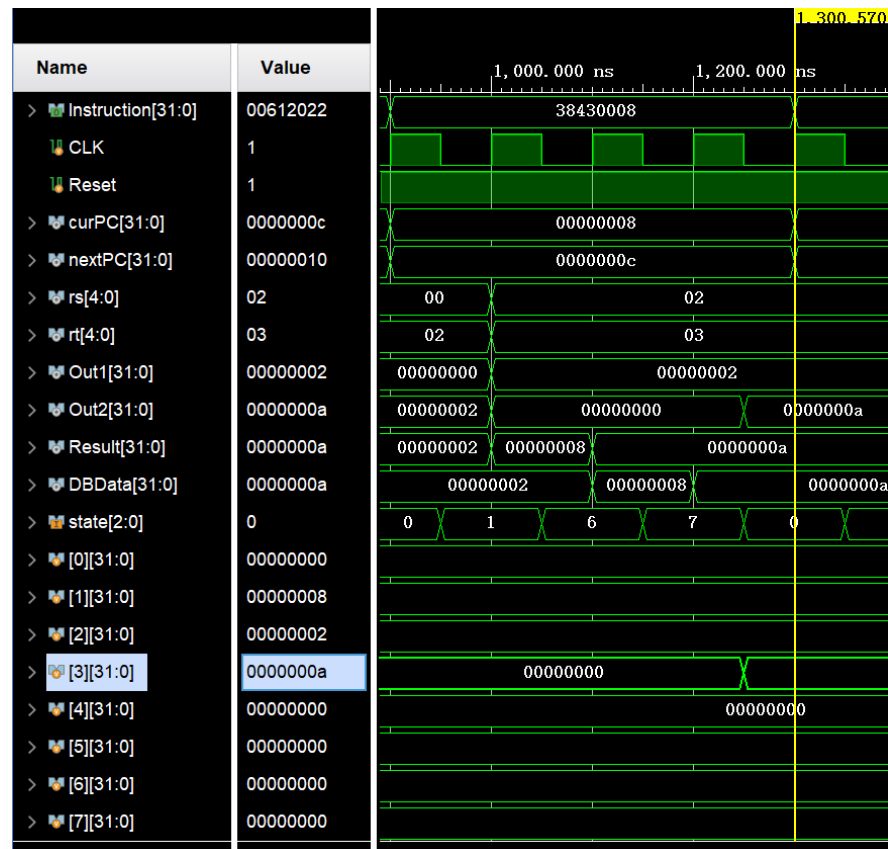 1,300.570
Name Value 1,000.000 ns 1,200.000 ns
Instruction[31:0] 00612022 38430008
CLK 1
Reset 1
curPC[31:0] 0000000c 00000008
nextPC[31:0] 00000010 0000000c
rs[4:0] 02 00 02
rt[4:0] 03 02 03
Out1[31:0] 00000002 00000000 00000002
Out2[31:0] 0000000a 00000002 00000000 0000000a
Result[31:0] 0000000a 00000002 00000008 0000000a
DBData[31:0] 0000000a 00000002 00000008 0000000a
state[2:0] 0 0 1 6 7 0
[0][31:0] 00000000
[1][31:0] 00000008
[2][31:0] 00000002
[3][31:0] 0000000a 00000000
[4][31:0] 00000000 00000000
[5][31:0] 00000000
[6][31:0] 00000000
[7][31:0] 00000000